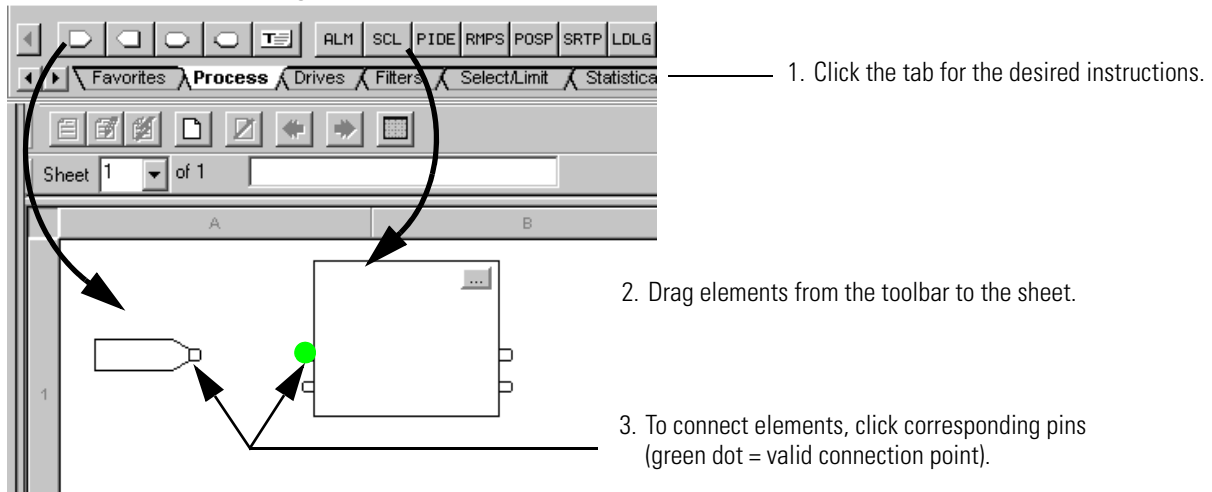 T ALM SCL PIDE RMPS POSP SRTP LDLG
Favorites Process Drives Filters Select/Limit Statistica
1. Click the tab for the desired instructions.
Sheet 1 of 1
A B
...
2. Drag elements from the toolbar to the sheet.
1
3. To connect elements, click corresponding pins
(green dot = valid connection point).